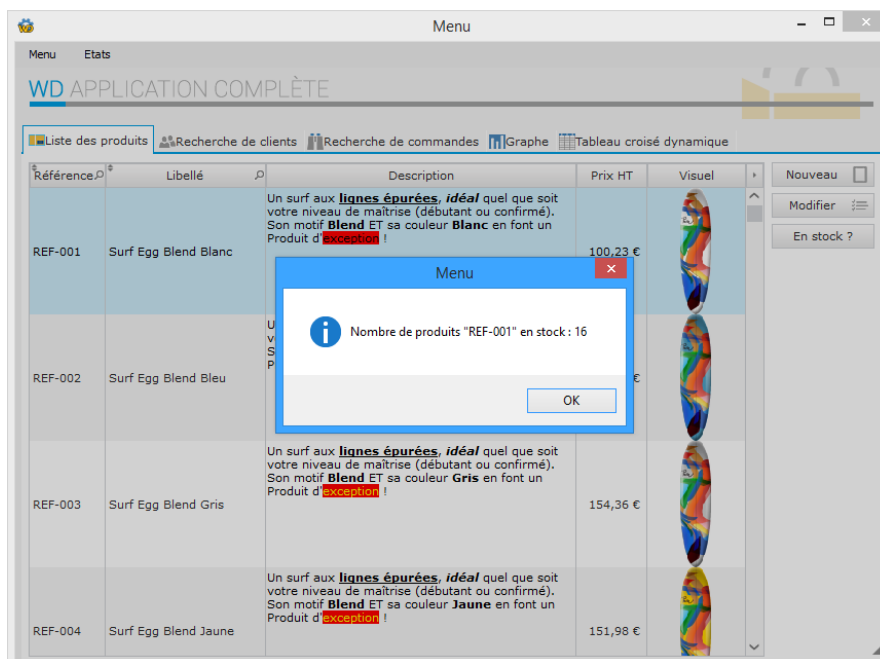 Menu
Menu Etats
WD APPLICATION COMPLÈTE
Liste des produits Recherche de clients Recherche de commandes Graphe Tableau croisé dynamique
Référence Libellé Description Prix HT Visuel
Nouveau
Modifier
En stock ?
Un surf aux lignes épurées, idéal quel que soit
votre niveau de maîtrise (débutant ou confirmé).
Son motif Blend ET sa couleur Blanc en font un
Produit d'exception !
REF-001 Surf Egg Blend Blanc 100,23 €
Menu
Nombre de produits "REF-001" en stock : 16
OK
REF-002 Surf Egg Blend Bleu €
Un surf aux lignes épurées, idéal quel que soit
votre niveau de maîtrise (débutant ou confirmé).
Son motif Blend ET sa couleur Gris en font un
Produit d'exception !
REF-003 Surf Egg Blend Gris 154,36 €
Un surf aux lignes épurées, idéal quel que soit
votre niveau de maîtrise (débutant ou confirmé).
Son motif Blend ET sa couleur Jaune en font un
Produit d'exception !
REF-004 Surf Egg Blend Jaune 151,98 €